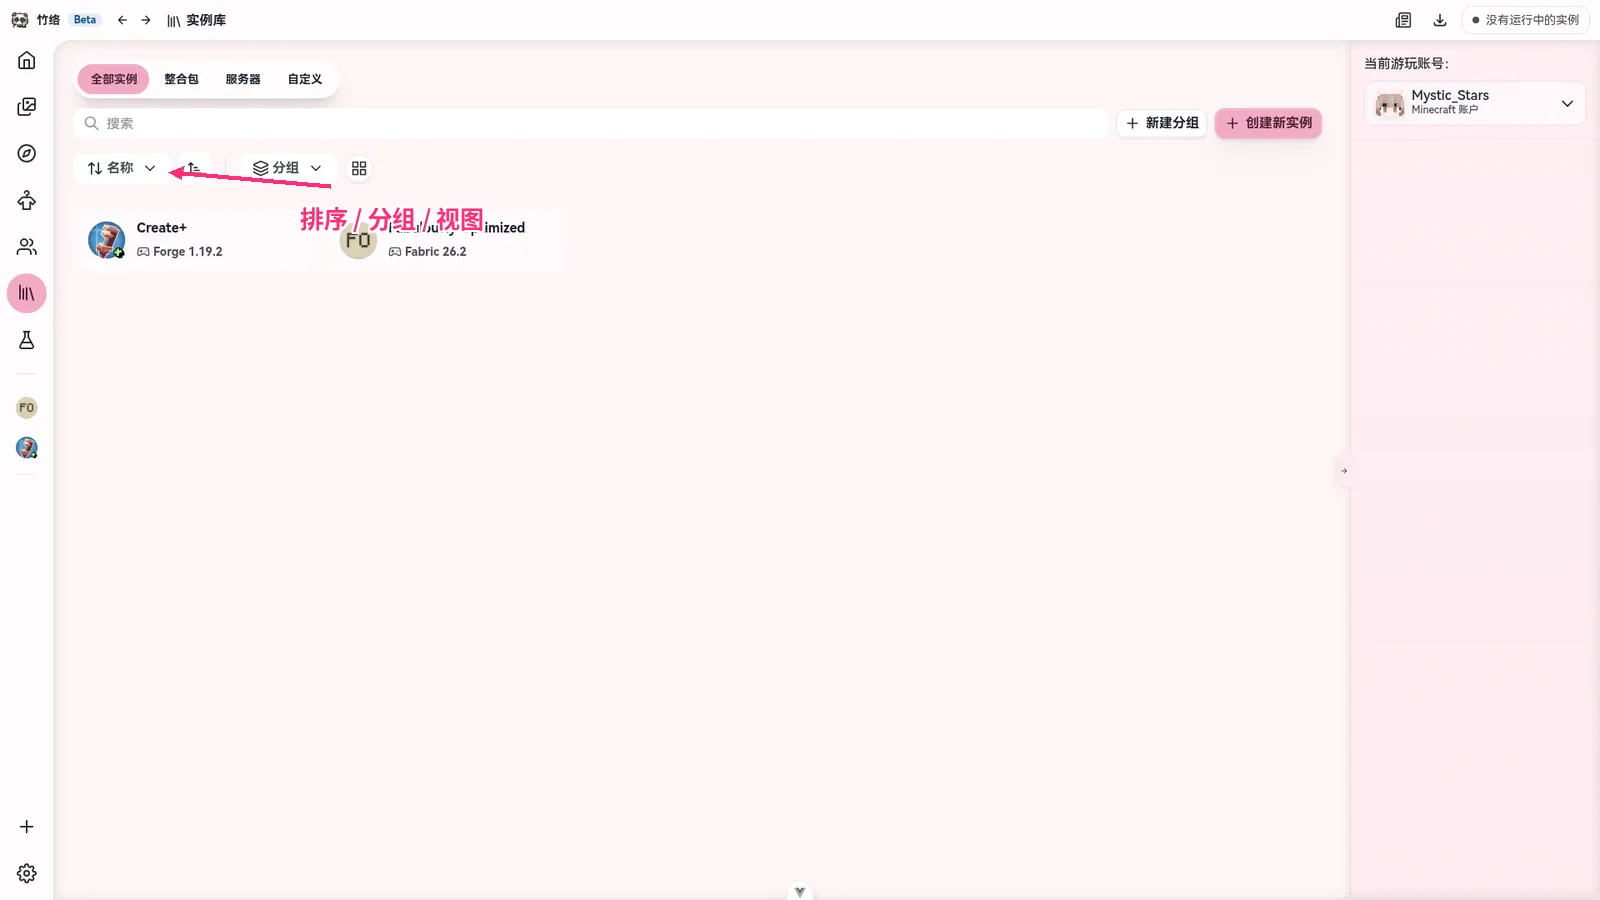 竹络 Beta 实例库
没有运行中的实例
全部实例 整合包 服务器 自定义
搜索
新建分组
创建新实例
名称
分组
排序 / 分组 / 视图
Create+
Forge 1.19.2
FO
Fabric 26.2
当前游玩账号:
Mystic_Stars
Minecraft 账户
FO